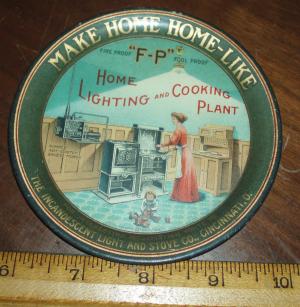 MAKE HOME HOME-LIKE
FIRE PROOF "F-P" FOOL PROOF
HOME
LIGHTING AND COOKING
PLANT
THE INCANDESCENT LIGHT AND STOVE CO., CINCINNATI, O.
6 7 8 9 10